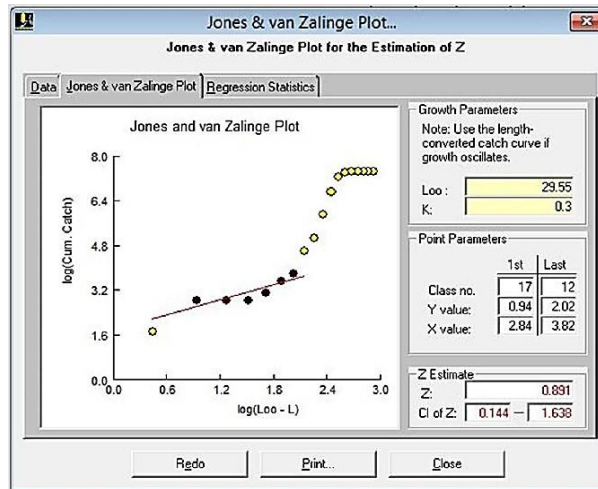 Jones & van Zalinge Plot...
Jones & van Zalinge Plot for the Estimation of Z
Data Jones & van Zalinge Plot Regression Statistics
Jones and van Zalinge Plot
8.0
6.4
4.8
3.2
1.6
0.0
log(Cum. Catch)
0.0 0.6 1.2 1.8 2.4 3.0
log(Loo - L)
Growth Parameters
Note: Use the length-
converted catch curve if
growth oscillates.
Loo : 29.55
K: 0.3
Point Parameters
1st Last
Class no. 17 12
Y value: 0.94 2.02
X value: 2.84 3.82
Z Estimate
Z: 0.891
CI of Z: 0.144 — 1.638
Redo Print... Close